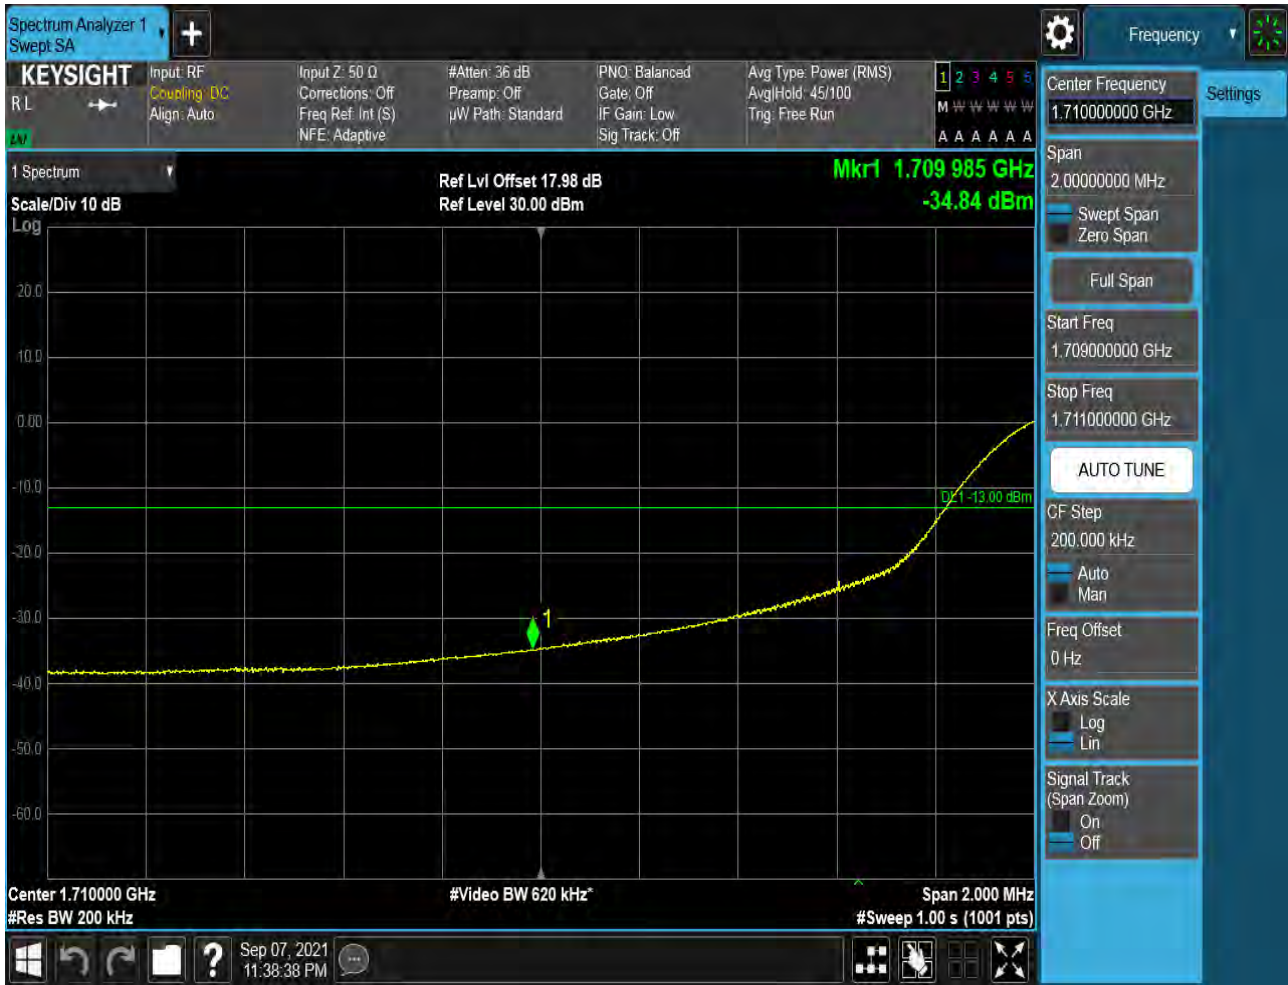 Spectrum Analyzer 1
Swept SA
Frequency
KEYSIGHT
R L
LNI
Input: RF
Coupling: DC
Align: Auto
Input Z: 50 Ω
Corrections: Off
Freq Ref: Int (S)
NFE: Adaptive
#Atten: 36 dB
Preamp: Off
µW Path: Standard
PNO: Balanced
Gate: Off
IF Gain: Low
Sig Track: Off
Avg Type: Power (RMS)
Avg|Hold: 45/100
Trig: Free Run
1 2 3 4 5 6
M W W W W W
A A A A A A
1 Spectrum
Scale/Div 10 dB
Log
Ref Lvl Offset 17.98 dB
Ref Level 30.00 dBm
Mkr1 1.709 985 GHz
-34.84 dBm
20.0
10.0
0.00
-10.0
-20.0
-30.0
-40.0
-50.0
-60.0
DL1 -13.00 dBm
1
Center 1.710000 GHz
#Res BW 200 kHz
#Video BW 620 kHz*
Span 2.000 MHz
#Sweep 1.00 s (1001 pts)
Sep 07, 2021
11:38:38 PM
Center Frequency
1.710000000 GHz
Span
2.00000000 MHz
Swept Span
Zero Span
Full Span
Start Freq
1.709000000 GHz
Stop Freq
1.711000000 GHz
AUTO TUNE
CF Step
200.000 kHz
Auto
Man
Freq Offset
0 Hz
X Axis Scale
Log
Lin
Signal Track
(Span Zoom)
On
Off
Settings